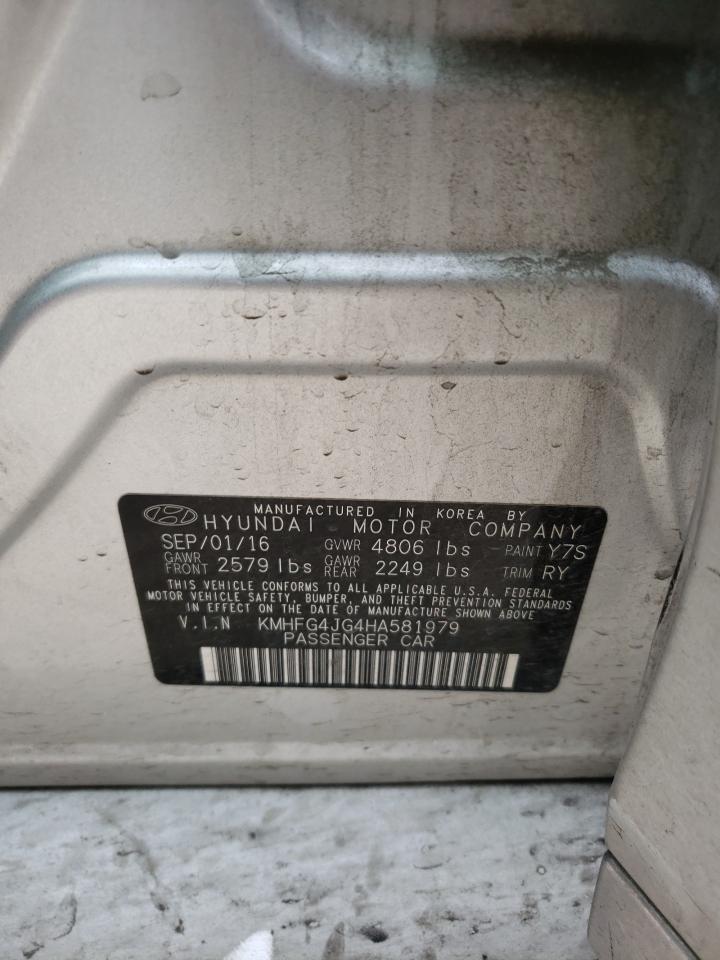 MANUFACTURED IN KOREA BY
HYUNDAI MOTOR COMPANY
SEP/01/16 GVWR 4806 lbs PAINT Y7S
GAWR FRONT 2579 lbs GAWR REAR 2249 lbs TRIM RY
THIS VEHICLE CONFORMS TO ALL APPLICABLE U.S.A. FEDERAL
MOTOR VEHICLE SAFETY, BUMPER, AND THEFT PREVENTION STANDARDS
IN EFFECT ON THE DATE OF MANUFACTURE SHOWN ABOVE
V.I.N KMHFG4JG4HA581979
PASSENGER CAR